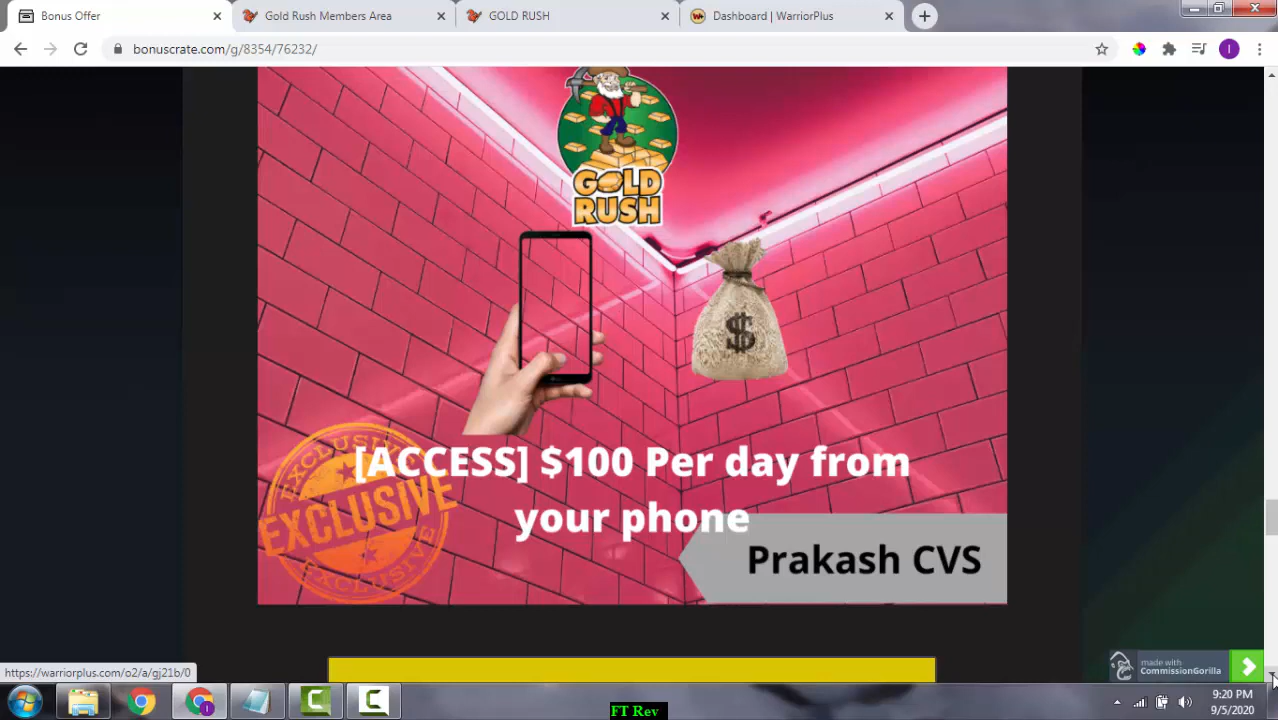 Bonus Offer
Gold Rush Members Area
GOLD RUSH
Dashboard | WarriorPlus
bonuscrate.com/g/8354/76232/
I
GOLD
RUSH
$
[ACCESS] $100 Per day from
your phone
EXCLUSIVE
EXCLUSIVE
EXCLUSIVE
Prakash CVS
made with
CommissionGorilla
https://warriorplus.com/o2/a/gj21b/0
FT Rev
9:20 PM
9/5/2020